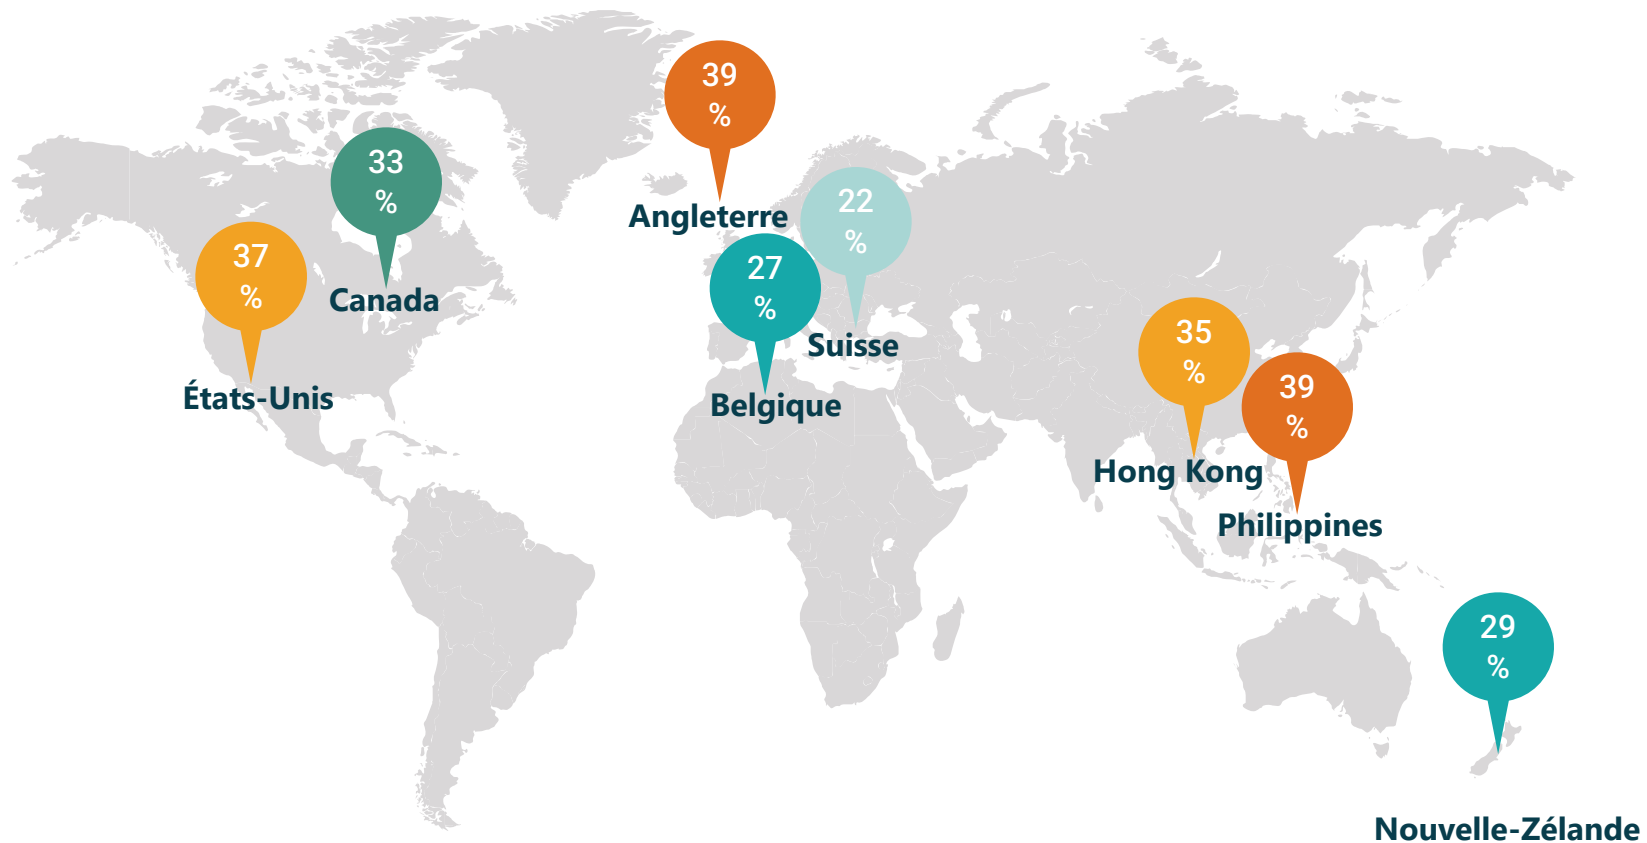 39
%
Angleterre
33
%
Canada
22
%
Suisse
37
%
États-Unis
27
%
Belgique
35
%
Hong Kong
39
%
Philippines
29
%
Nouvelle-Zélande